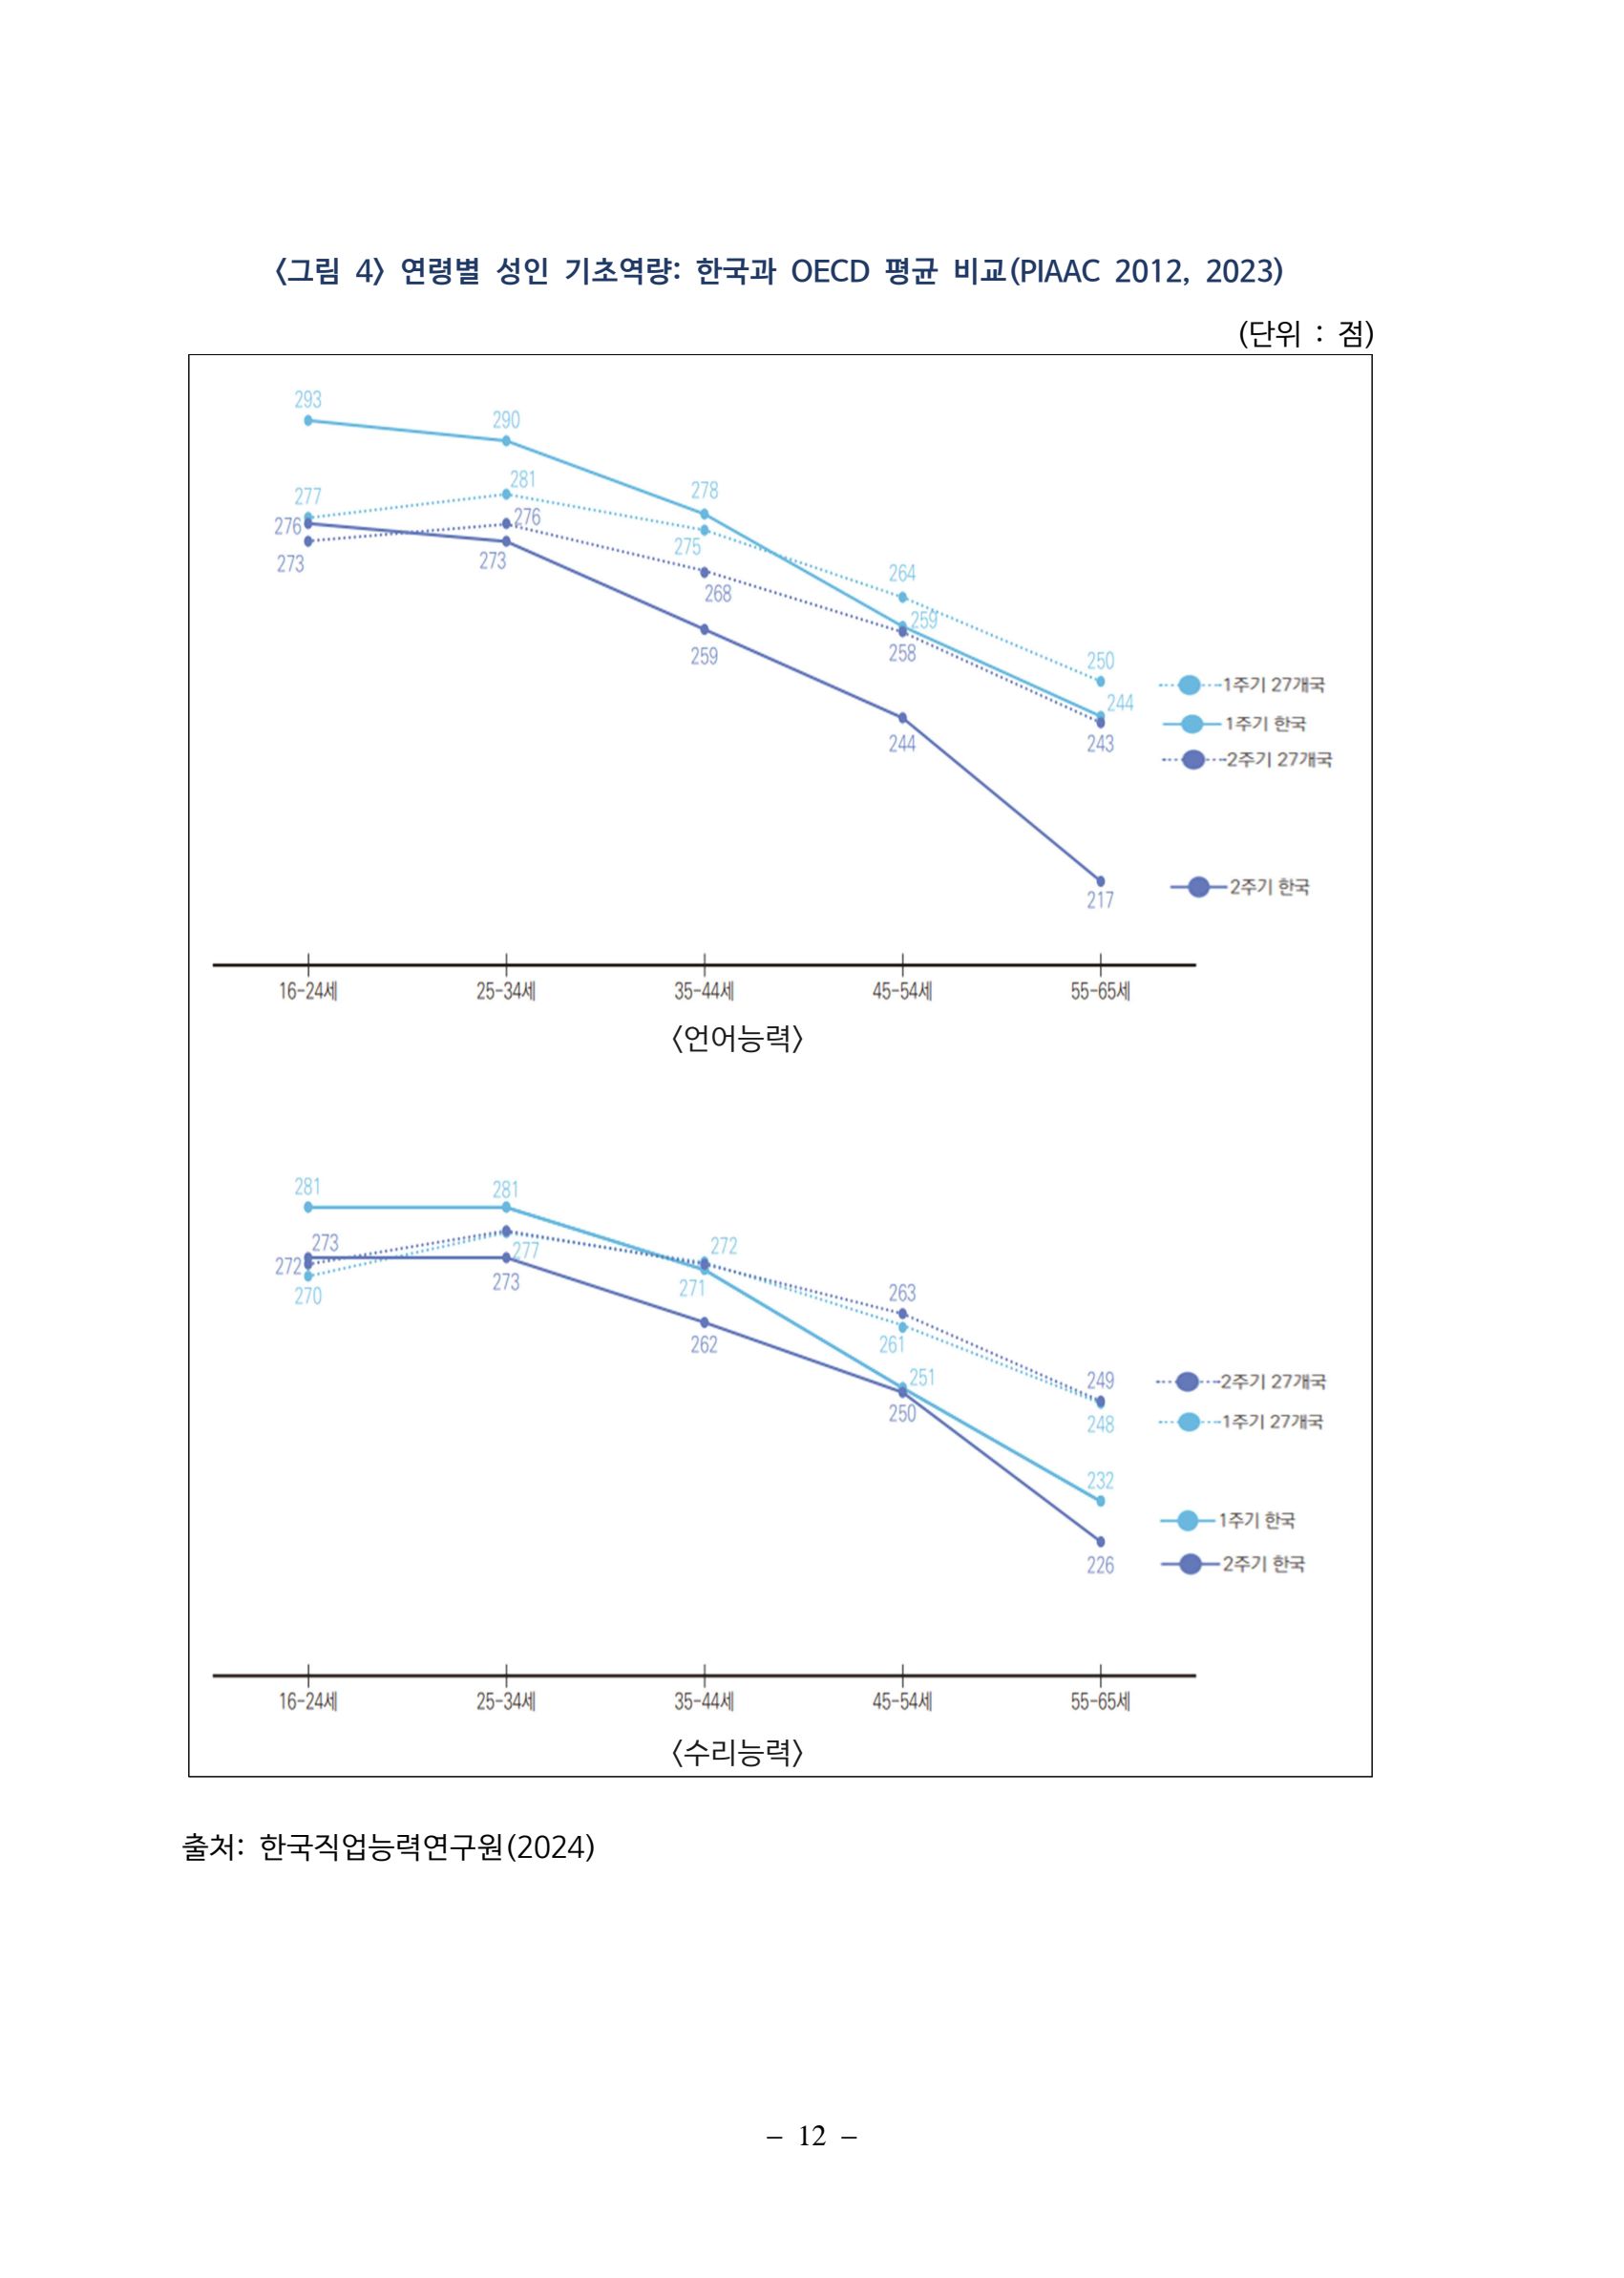 <그림 4> 연령별 성인 기초역량: 한국과 OECD 평균 비교(PIAAC 2012, 2023)
(단위 : 점)
293
290
281
277
276
276
273
273
278
275
268
259
264
259
258
244
250
244
243
217
1주기 27개국
1주기 한국
2주기 27개국
2주기 한국
16-24세 25-34세 35-44세 45-54세 55-65세
<언어능력>
281
281
273
272
270
277
273
272
271
262
263
261
251
250
249
248
232
226
2주기 27개국
1주기 27개국
1주기 한국
2주기 한국
16-24세 25-34세 35-44세 45-54세 55-65세
<수리능력>
출처: 한국직업능력연구원(2024)
– 12 –